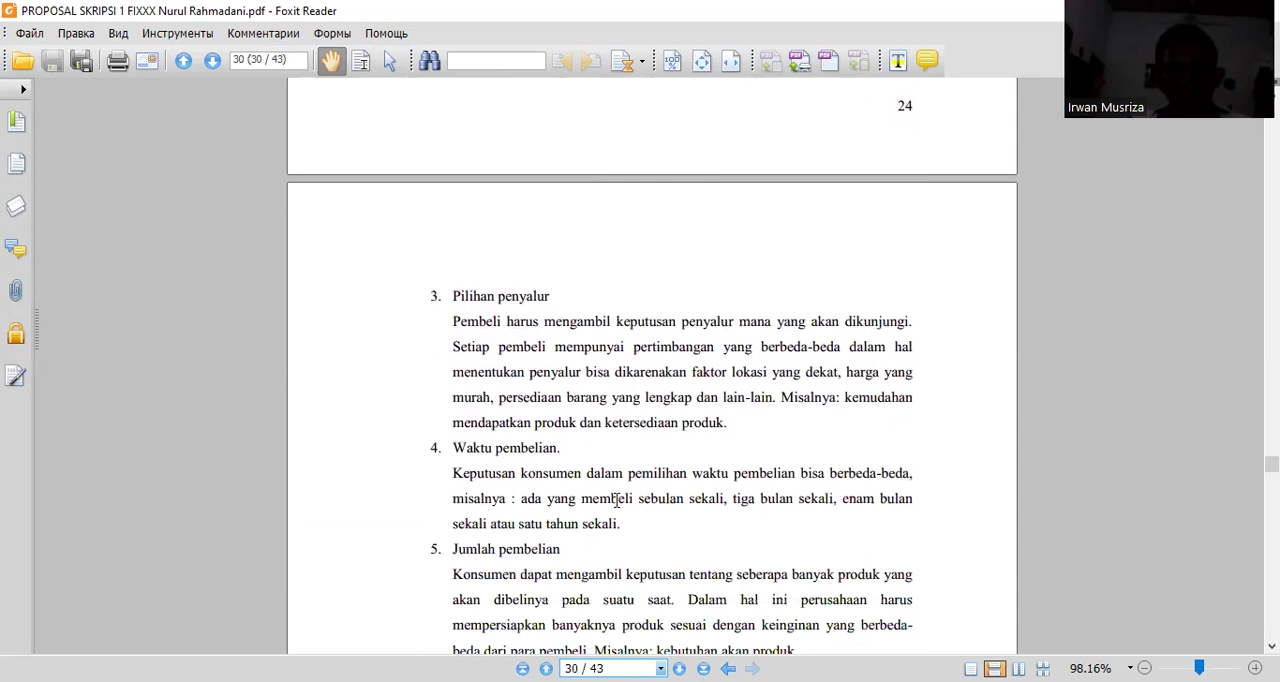 PROPOSAL SKRIPSI 1 FIXXX Nurul Rahmadani.pdf - Foxit Reader
Файл Правка Вид Инструменты Комментарии Формы Помощь
30 (30 / 43)
Irwan Musriza
24
3. Pilihan penyalur
Pembeli harus mengambil keputusan penyalur mana yang akan dikunjungi.
Setiap pembeli mempunyai pertimbangan yang berbeda-beda dalam hal
menentukan penyalur bisa dikarenakan faktor lokasi yang dekat, harga yang
murah, persediaan barang yang lengkap dan lain-lain. Misalnya: kemudahan
mendapatkan produk dan ketersediaan produk.
4. Waktu pembelian.
Keputusan konsumen dalam pemilihan waktu pembelian bisa berbeda-beda,
misalnya : ada yang membeli sebulan sekali, tiga bulan sekali, enam bulan
sekali atau satu tahun sekali.
5. Jumlah pembelian
Konsumen dapat mengambil keputusan tentang seberapa banyak produk yang
akan dibelinya pada suatu saat. Dalam hal ini perusahaan harus
mempersiapkan banyaknya produk sesuai dengan keinginan yang berbeda-
beda dari para pembeli. Misalnya: kebutuhan akan produk.
30 / 43
98.16%